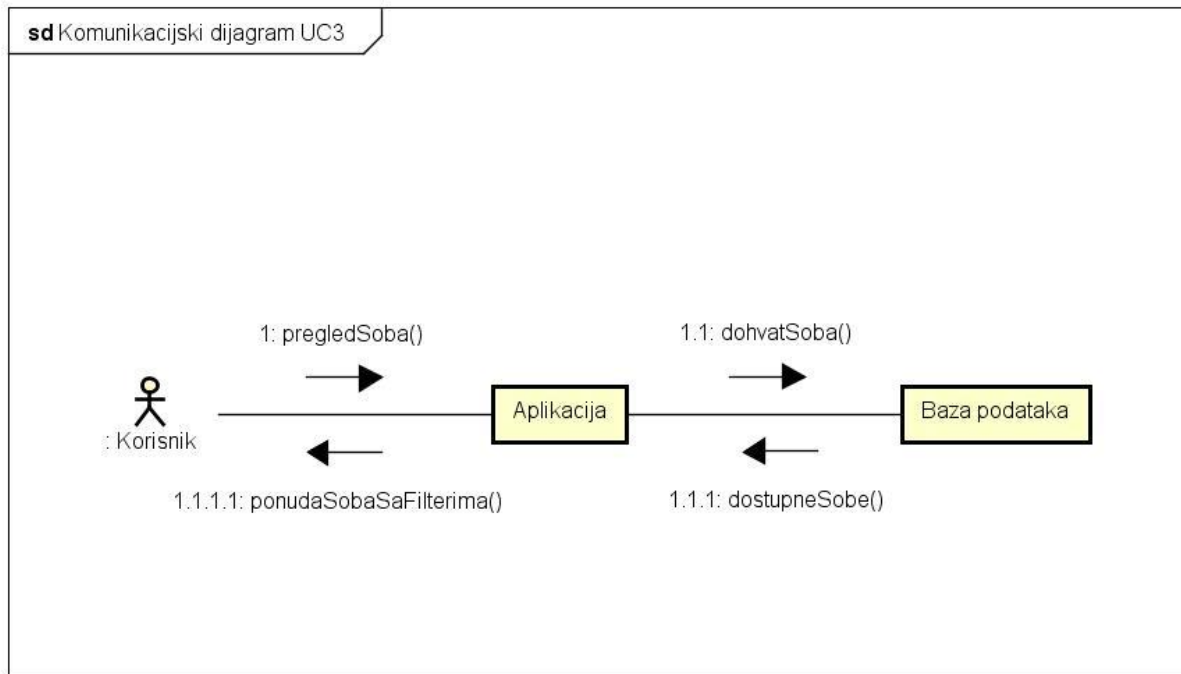 sd Komunikacijski dijagram UC3
1: pregledSoba()
1.1: dohvatSoba()
Aplikacija
Baza podataka
: Korisnik
1.1.1.1: ponudaSobaSaFilterima()
1.1.1: dostupneSobe()